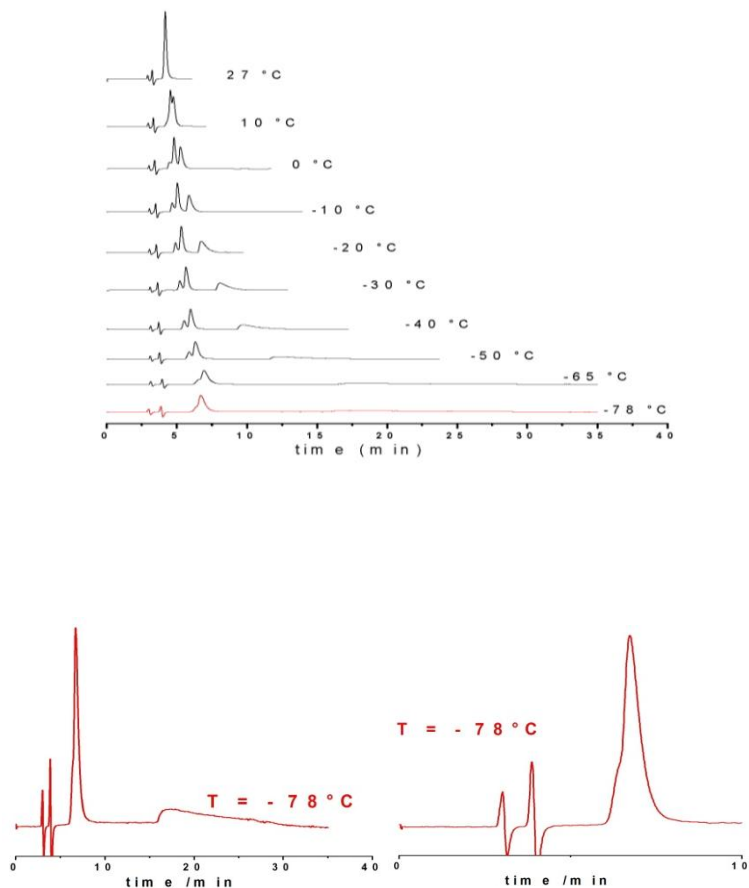 27 °C
10 °C
0 °C
-10 °C
-20 °C
-30 °C
-40 °C
-50 °C
-65 °C
-78 °C
0 5 10 15 20 25 30 35 40
time (min)
T = -78°C
T = -78°C
0 10 20 30 40
time /min
0 10
time /min